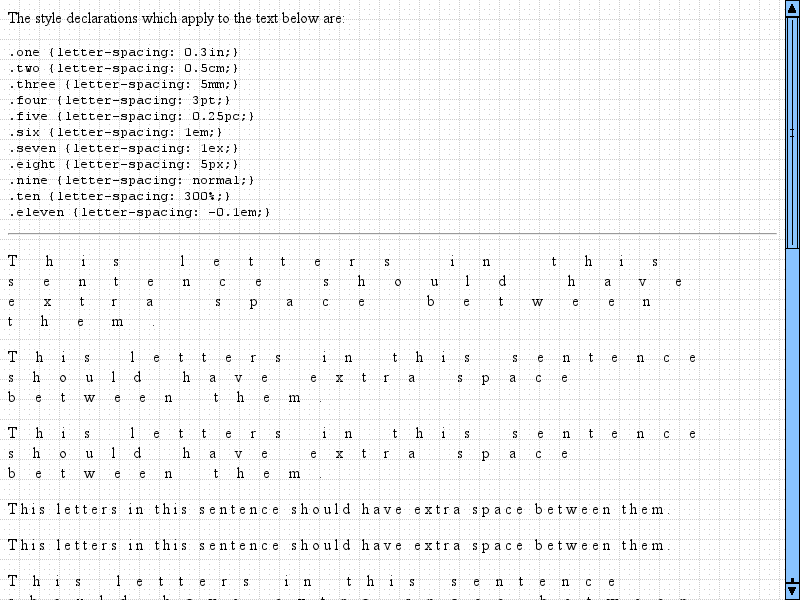 The style declarations which apply to the text below are:
.one {letter-spacing: 0.3in;}
.two {letter-spacing: 0.5cm;}
.three {letter-spacing: 5mm;}
.four {letter-spacing: 3pt;}
.five {letter-spacing: 0.25pc;}
.six {letter-spacing: 1em;}
.seven {letter-spacing: 1ex;}
.eight {letter-spacing: 5px;}
.nine {letter-spacing: normal;}
.ten {letter-spacing: 300%;}
.eleven {letter-spacing: -0.1em;}
This letters in this
sentence should have
extra space between
them.
This letters in this sentence
should have extra space
between them.
This letters in this sentence
should have extra space
between them.
This letters in this sentence should have extra space between them.
This letters in this sentence should have extra space between them.
This letters in this sentence
should have extra space between